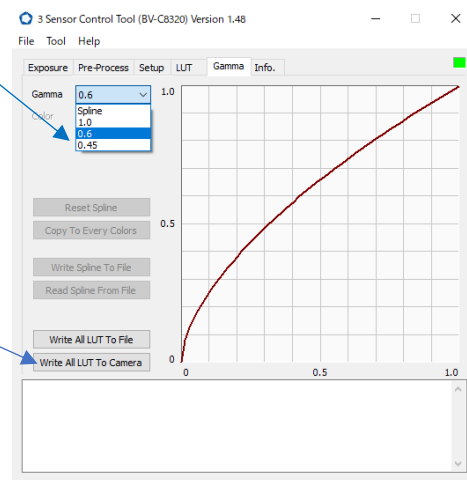 3 Sensor Control Tool (BV-C8320) Version 1.48
File Tool Help
Exposure Pre-Process Setup LUT Gamma Info.
Gamma 0.6
Color
Spline
1.0
0.6
0.45
Reset Spline
Copy To Every Colors
Write Spline To File
Read Spline From File
Write All LUT To File
Write All LUT To Camera
1.0
0.5
0
0 0.5 1.0